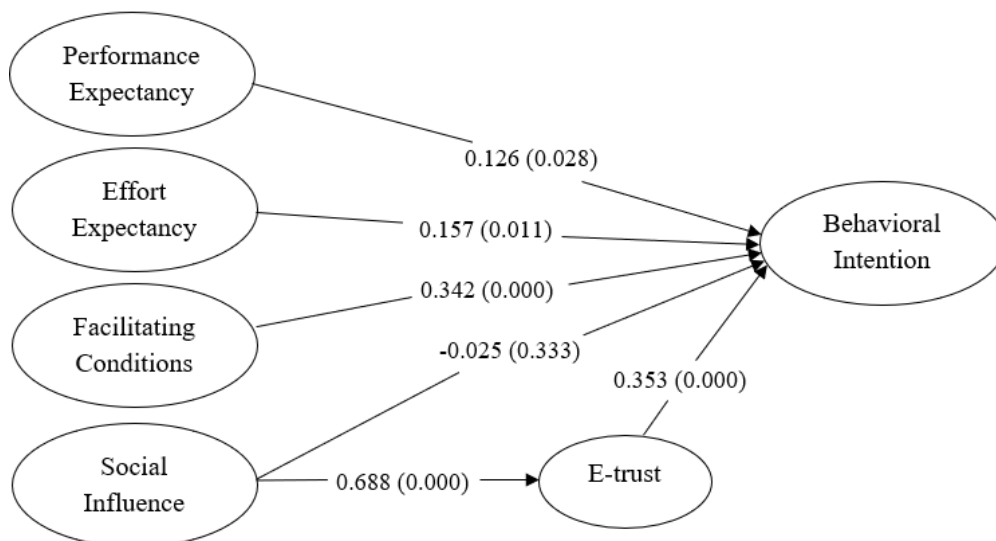 Performance
Expectancy
0.126 (0.028)
Effort
Expectancy
0.157 (0.011)
Behavioral
Intention
0.342 (0.000)
Facilitating
Conditions
-0.025 (0.333)
0.353 (0.000)
Social
Influence
0.688 (0.000)
E-trust